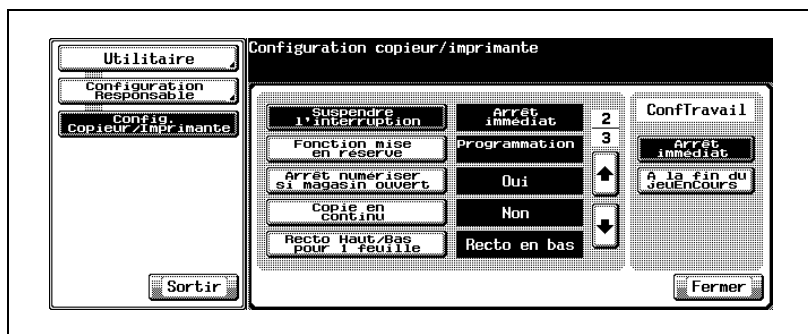 Utilitaire
Configuration
Responsable
Config.
Copieur/Imprimante
Sortir
Configuration copieur/imprimante
Suspendre
l'interruption
Arrêt
immédiat
Fonction mise
en réserve
Programmation
Arrêt numériser
si magasin ouvert
Oui
Copie en
continu
Non
Recto Haut/Bas
pour 1 feuille
Recto en bas
2
3
ConfTravail
Arrêt
immédiat
A la fin du
JeuEnCours
Fermer